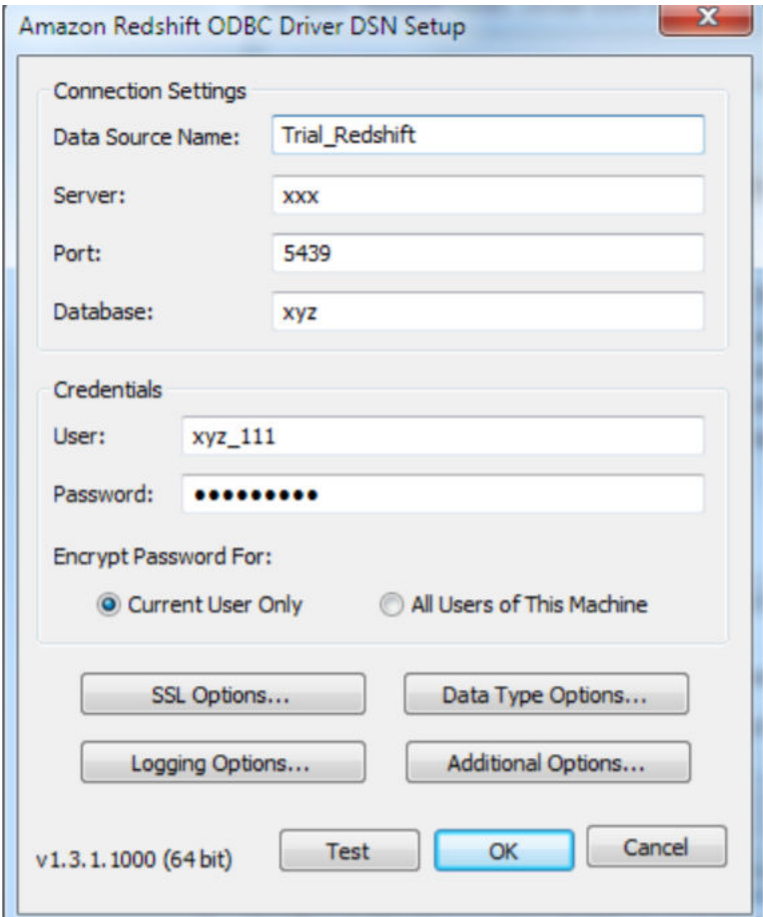 Amazon Redshift ODBC Driver DSN Setup
Connection Settings
Data Source Name: Trial_Redshift
Server: xxx
Port: 5439
Database: xyz
Credentials
User: xyz_111
Password: •••••••••
Encrypt Password For:
Current User Only All Users of This Machine
SSL Options... Data Type Options...
Logging Options... Additional Options...
v1.3.1.1000 (64 bit) Test OK Cancel